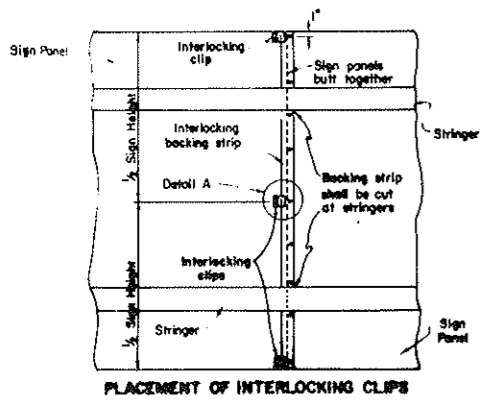 1"
Interlocking
clip
Sign Panel
Sign panels
butt together
1/2 Sign Height
Stringer
Interlocking
backing strip
Detail A
Backing strip
shall be cut
at stringers
Interlocking
clips
1/2 Sign Height
Stringer
Sign
Panel
PLACEMENT OF INTERLOCKING CLIPS